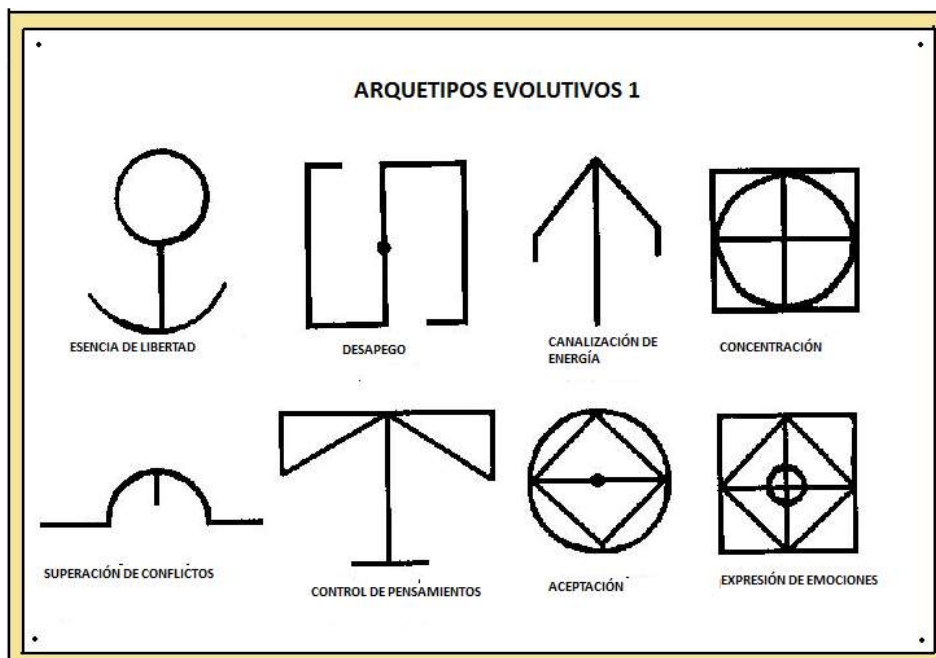 ARQUETIPOS EVOLUTIVOS 1
ESENCIA DE LIBERTAD
DESAPEGO
CANALIZACIÓN DE
ENERGÍA
CONCENTRACIÓN
SUPERACIÓN DE CONFLICTOS
CONTROL DE PENSAMIENTOS
ACEPTACIÓN
EXPRESIÓN DE EMOCIONES